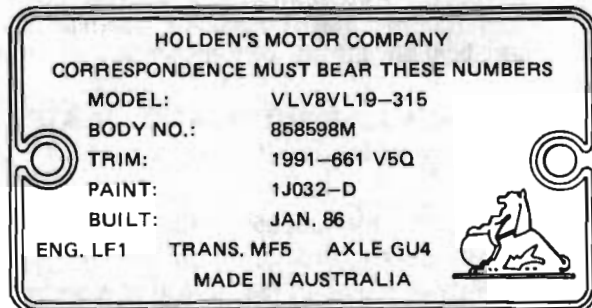 HOLDEN'S MOTOR COMPANY
CORRESPONDENCE MUST BEAR THESE NUMBERS
MODEL: VLV8VL19—315
BODY NO.: 858598M
TRIM: 1991—661 V5Q
PAINT: 1J032—D
BUILT: JAN. 86
ENG. LF1 TRANS. MF5 AXLE GU4
MADE IN AUSTRALIA